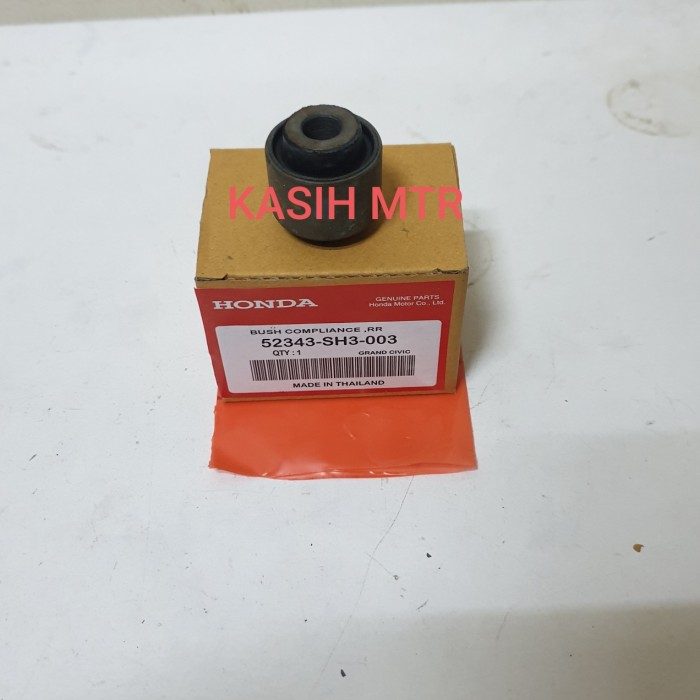 KASIH MTR
HONDA
GENUINE PARTS
Honda Motor Co., Ltd.
BUSH COMPLIANCE ,RR
52343-SH3-003
QTY : 1 GRAND CIVIC
MADE IN THAILAND